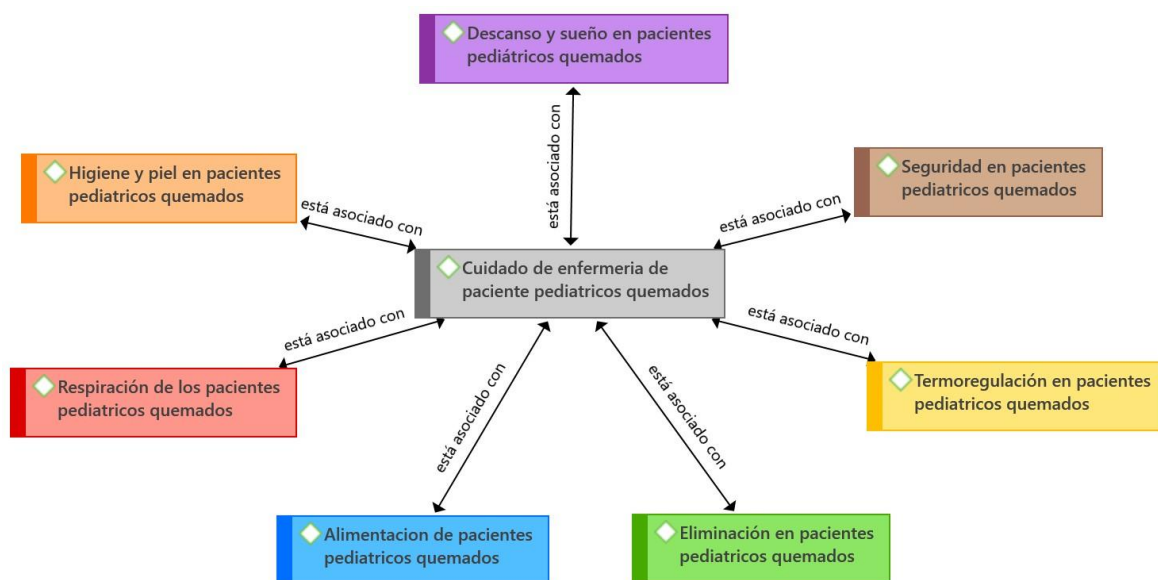 Descanso y sueño en pacientes
pediátricos quemados
está asociado con
Higiene y piel en pacientes
pediatricos quemados
está asociado con
Seguridad en pacientes
pediatricos quemados
está asociado con
Cuidado de enfermeria de
paciente pediatricos quemados
está asociado con
Respiración de los pacientes
pediatricos quemados
está asociado con
Termoregulación en pacientes
pediatricos quemados
está asociado con
está asociado con
Alimentacion de pacientes
pediatricos quemados
Eliminación en pacientes
pediatricos quemados